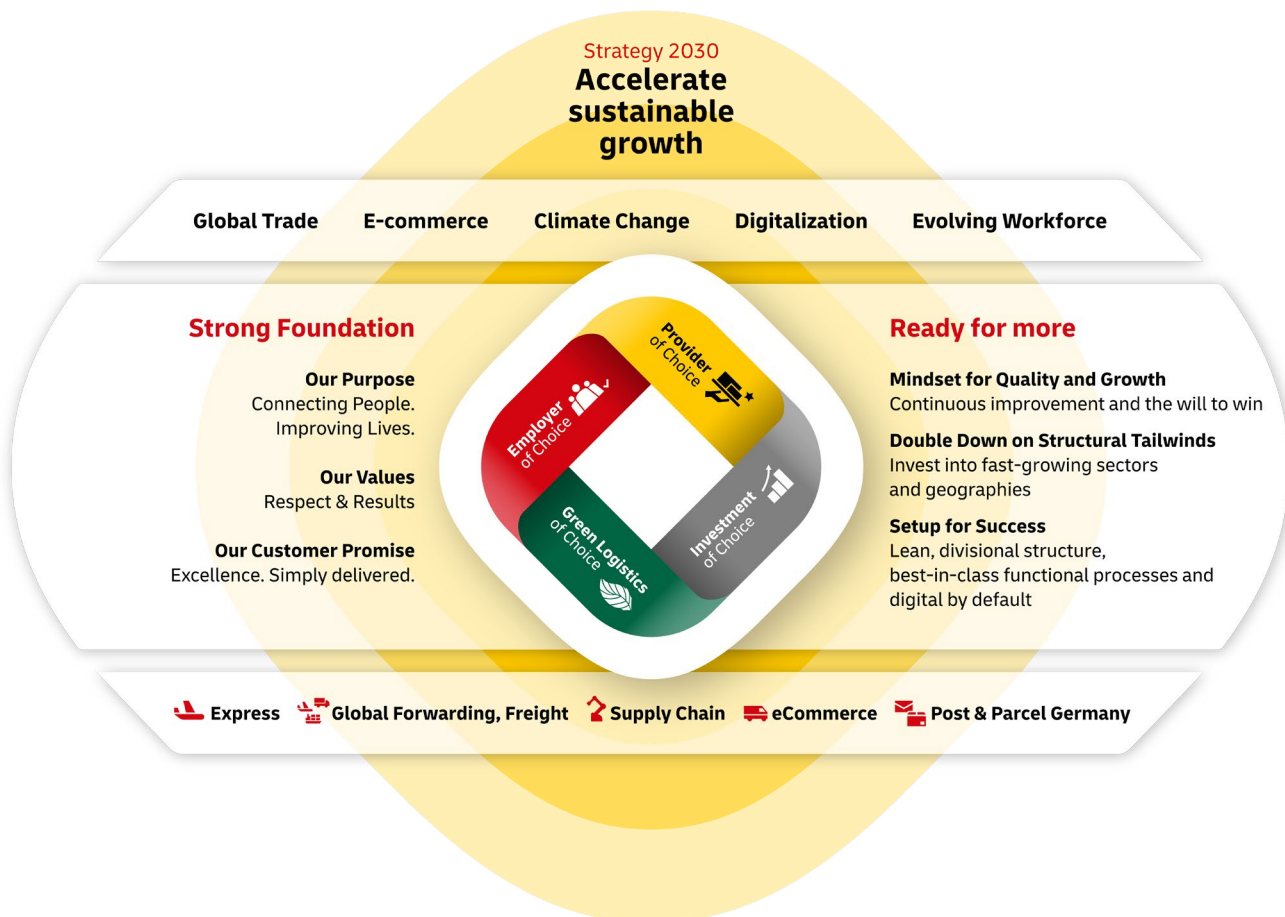 Strategy 2030
Accelerate
sustainable
growth
Global Trade E-commerce Climate Change Digitalization Evolving Workforce
Strong Foundation
Our Purpose
Connecting People.
Improving Lives.
Our Values
Respect & Results
Our Customer Promise
Excellence. Simply delivered.
Employer
of Choice
Provider
of Choice
Green Logistics
of Choice
Investment
of Choice
Ready for more
Mindset for Quality and Growth
Continuous improvement and the will to win
Double Down on Structural Tailwinds
Invest into fast-growing sectors
and geographies
Setup for Success
Lean, divisional structure,
best-in-class functional processes and
digital by default
Express Global Forwarding, Freight Supply Chain eCommerce Post & Parcel Germany